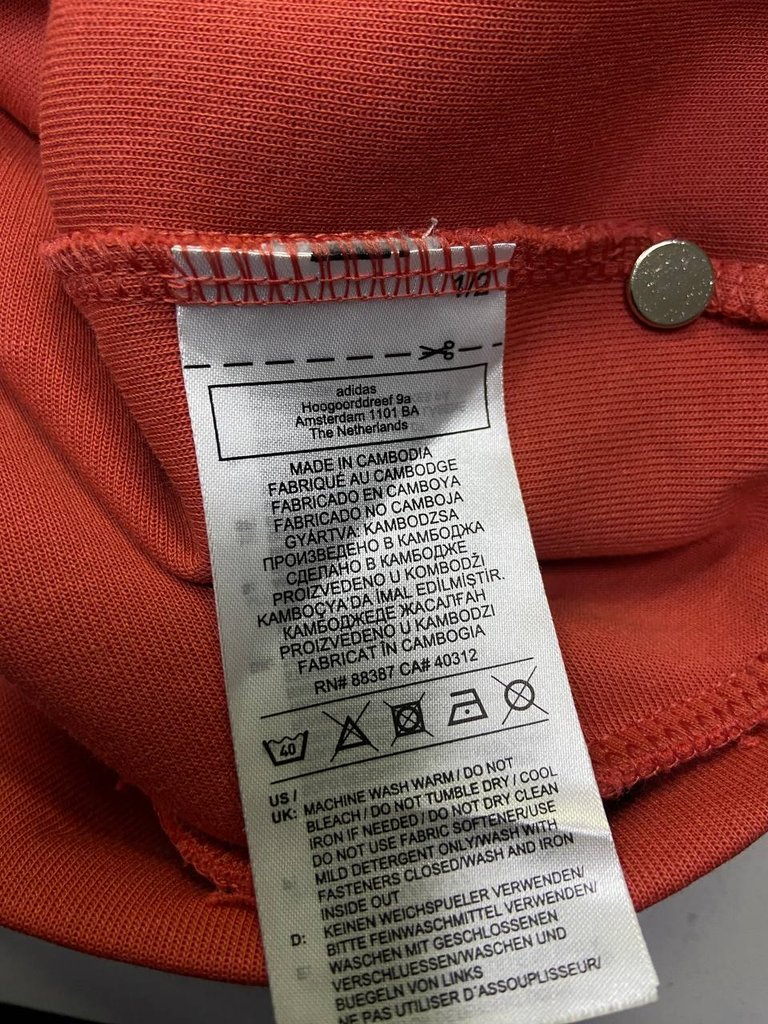 1/2
adidas
Hoogoorddreef 9a
Amsterdam 1101 BA
The Netherlands
MADE IN CAMBODIA
FABRIQUÉ AU CAMBODGE
FABRICADO EN CAMBOYA
FABRICADO NO CAMBOJA
GYÁRTVA: KAMBODZSA
ПРОИЗВЕДЕНО В КАМБОДЖА
СДЕЛАНО В КАМБОДЖЕ
PROIZVEDENO U KOMBODŽI
KAMBOÇYA'DA İMAL EDİLMİŞTİR.
КАМБОДЖЕДЕ ЖАСАЛҒАН
PROIZVEDENO U KAMBODZI
FABRICAT ÎN CAMBOGIA
RN# 88387 CA# 40312
40
US / UK: MACHINE WASH WARM / DO NOT
BLEACH / DO NOT TUMBLE DRY / COOL
IRON IF NEEDED / DO NOT DRY CLEAN
DO NOT USE FABRIC SOFTENER/USE
MILD DETERGENT ONLY/WASH WITH
FASTENERS CLOSED/WASH AND IRON
INSIDE OUT
D: KEINEN WEICHSPUELER VERWENDEN/
BITTE FEINWASCHMITTEL VERWENDEN/
WASCHEN MIT GESCHLOSSENEN
VERSCHLUESSEN/WASCHEN UND
BUEGELN VON LINKS
NE PAS UTILISER D'ASSOUPLISSEUR/